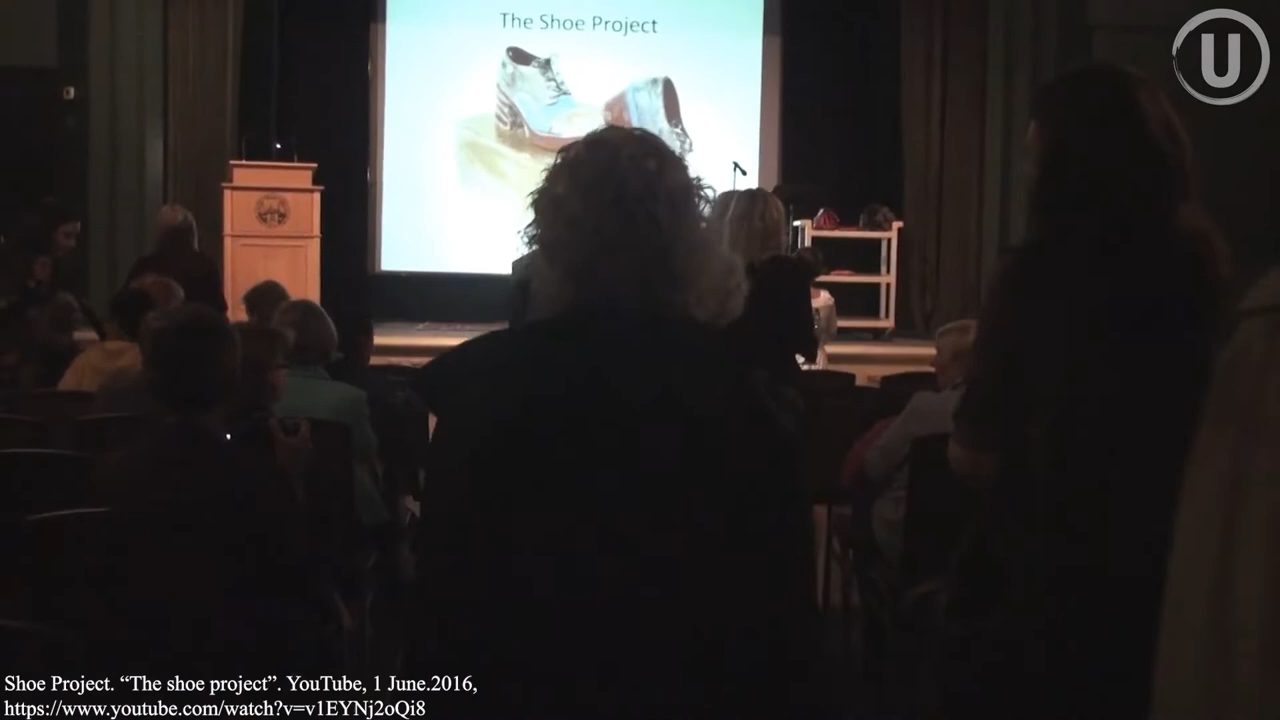 The Shoe Project
U
Shoe Project. “The shoe project”. YouTube, 1 June.2016,
https://www.youtube.com/watch?v=v1EYNj2oQi8